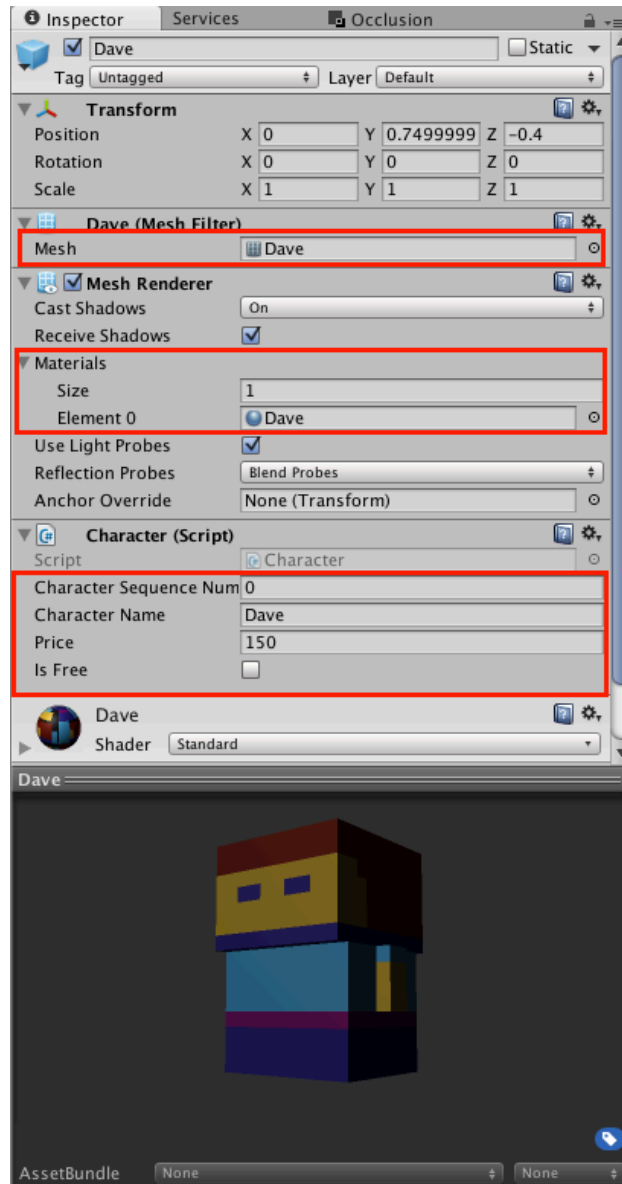 Inspector Services Occlusion
Dave Static
Tag Untagged Layer Default
Transform
Position X 0 Y 0.7499999 Z -0.4
Rotation X 0 Y 0 Z 0
Scale X 1 Y 1 Z 1
Dave (Mesh Filter)
Mesh Dave
Mesh Renderer
Cast Shadows On
Receive Shadows
Materials
Size 1
Element 0 Dave
Use Light Probes
Reflection Probes Blend Probes
Anchor Override None (Transform)
Character (Script)
Script Character
Character Sequence Num 0
Character Name Dave
Price 150
Is Free
Dave
Shader Standard
Dave
AssetBundle None None